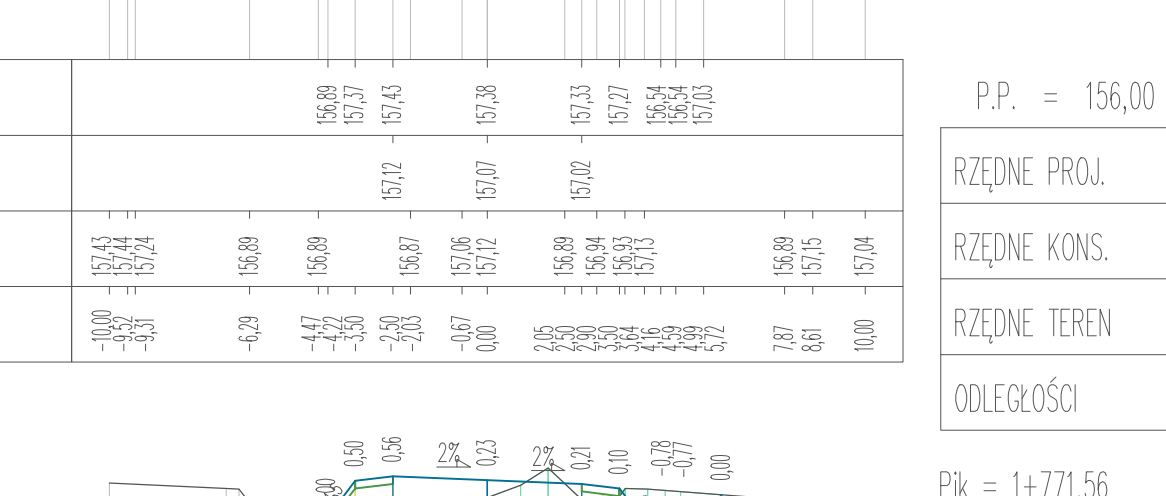 156,89 157,37 157,43 157,38 157,33 157,27 156,54 156,54 157,03
P.P. = 156,00
157,12 157,07 157,02
RZĘDNE PROJ.
157,43 157,44 157,24 156,89 156,89 156,87 157,06 157,12 156,89 156,94 156,93 157,13 156,89 157,15 157,04
RZĘDNE KONS.
-10,00 -9,52 -9,31 -6,29 -4,47 -4,22 -3,50 -2,50 -2,03 -0,67 0,00 2,05 2,50 2,90 3,50 3,64 4,16 4,59 4,99 5,72 7,87 8,61 10,00
RZĘDNE TEREN
ODLEGŁOŚCI
0,50 0,56 2% 0,23 2% 0,21 0,10 -0,78 -0,77 0,00
Pik = 1+771,56